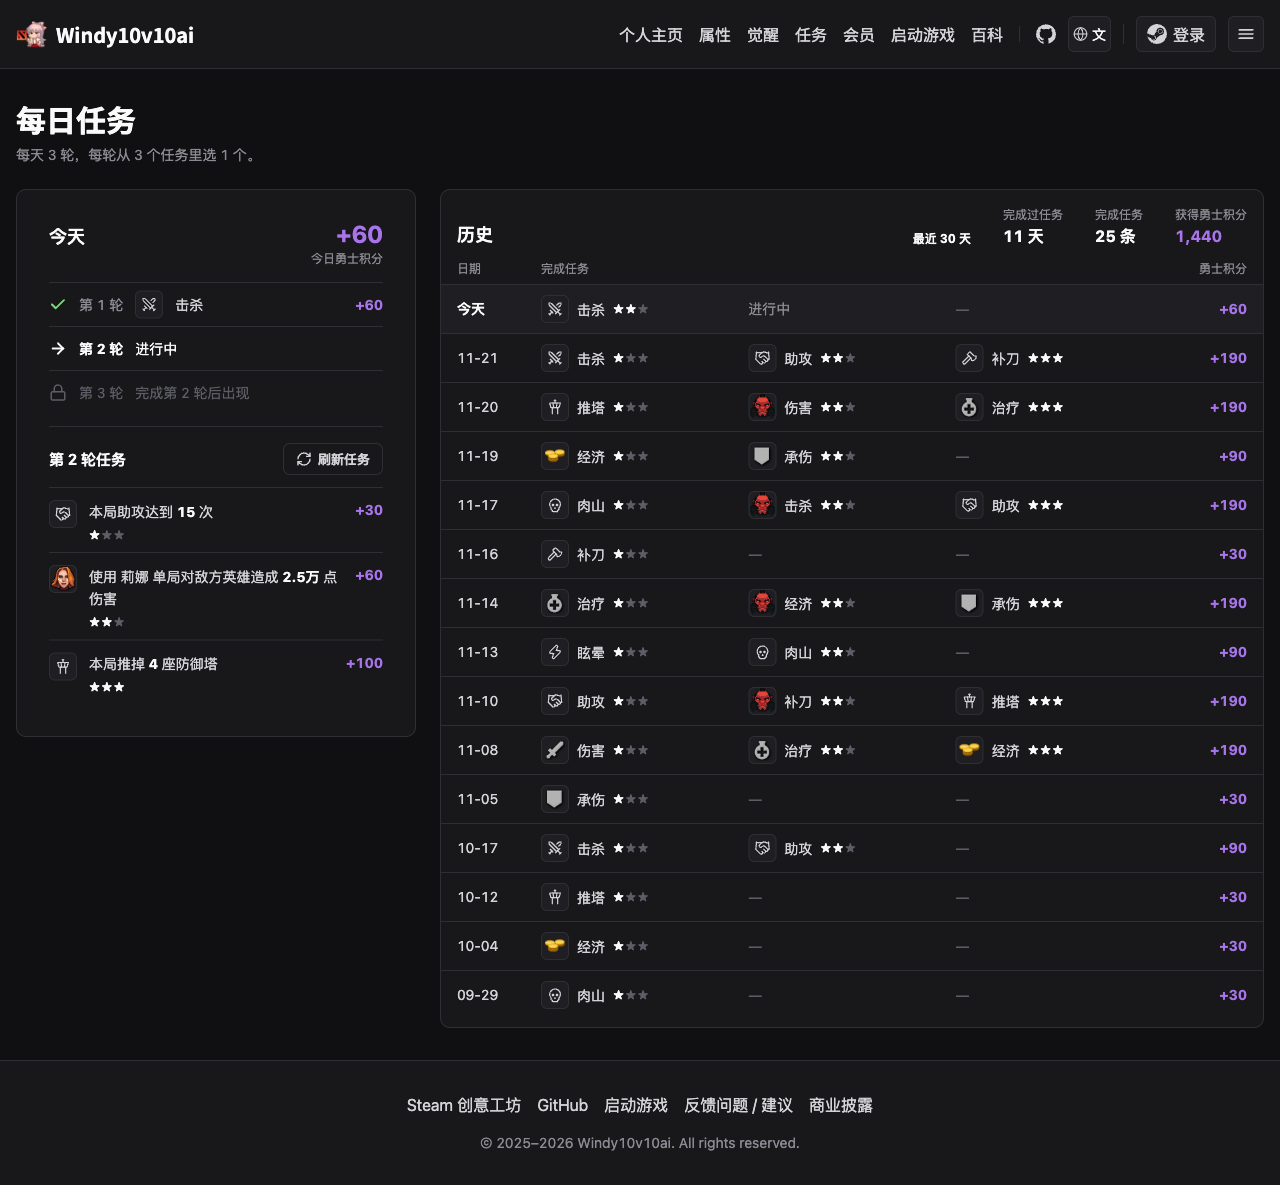 Windy10v10ai
个人主页 属性 觉醒 任务 会员 启动游戏 百科 文 登录
每日任务
每天 3 轮，每轮从 3 个任务里选 1 个。
今天 +60
今日勇士积分
第 1 轮 击杀 +60
第 2 轮 进行中
第 3 轮 完成第 2 轮后出现
第 2 轮任务 刷新任务
本局助攻达到 15 次 +30
★★★
使用 莉娜 单局对敌方英雄造成 2.5万 点 +60
伤害
★★★
本局推掉 4 座防御塔 +100
★★★
历史
最近 30 天
完成过任务 完成任务 获得勇士积分
11 天 25 条 1,440
日期 完成任务 勇士积分
今天 击杀 ★★★ 进行中 — +60
11-21 击杀 ★★★ 助攻 ★★★ 补刀 ★★★ +190
11-20 推塔 ★★★ 伤害 ★★★ 治疗 ★★★ +190
11-19 经济 ★★★ 承伤 ★★★ — +90
11-17 肉山 ★★★ 击杀 ★★★ 助攻 ★★★ +190
11-16 补刀 ★★★ — — +30
11-14 治疗 ★★★ 经济 ★★★ 承伤 ★★★ +190
11-13 眩晕 ★★★ 肉山 ★★★ — +90
11-10 助攻 ★★★ 补刀 ★★★ 推塔 ★★★ +190
11-08 伤害 ★★★ 治疗 ★★★ 经济 ★★★ +190
11-05 承伤 ★★★ — — +30
10-17 击杀 ★★★ 助攻 ★★★ — +90
10-12 推塔 ★★★ — — +30
10-04 经济 ★★★ — — +30
09-29 肉山 ★★★ — — +30
Steam 创意工坊 GitHub 启动游戏 反馈问题 / 建议 商业披露
© 2025–2026 Windy10v10ai. All rights reserved.